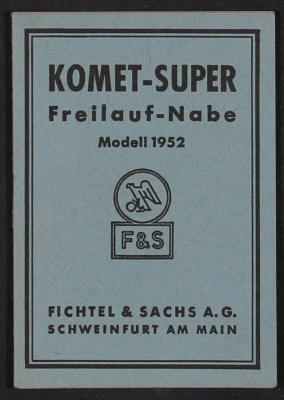 KOMET-SUPER
Freilauf-Nabe
Modell 1952
F&S
FICHTEL & SACHS A.G.
SCHWEINFURT AM MAIN